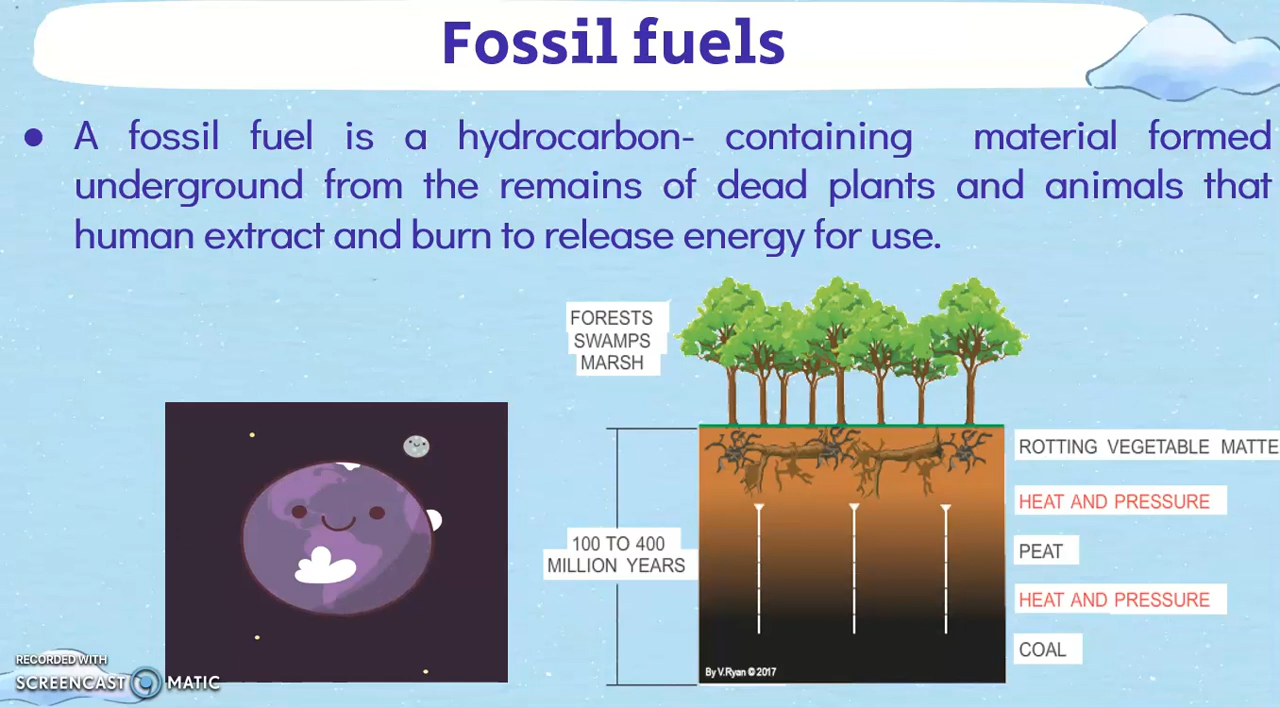 Fossil fuels
● A fossil fuel is a hydrocarbon- containing material formed
underground from the remains of dead plants and animals that
human extract and burn to release energy for use.
FORESTS
SWAMPS
MARSH
ROTTING VEGETABLE MATTE
HEAT AND PRESSURE
100 TO 400
MILLION YEARS
PEAT
HEAT AND PRESSURE
COAL
By V.Ryan © 2017
RECORDED WITH
SCREENCAST MATIC